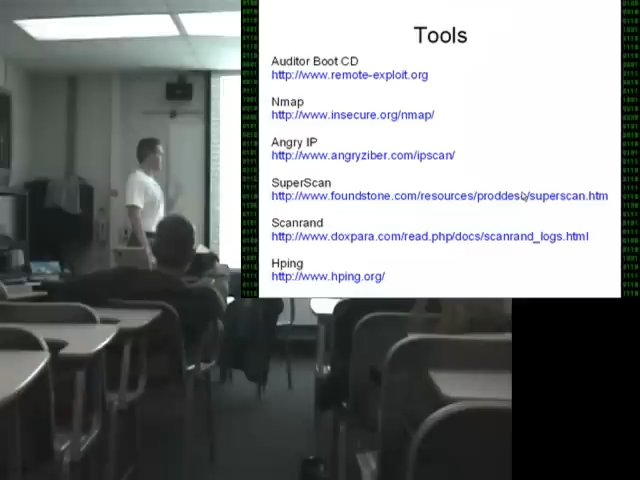 Tools
Auditor Boot CD
http://www.remote-exploit.org
Nmap
http://www.insecure.org/nmap/
Angry IP
http://www.angryziber.com/ipscan/
SuperScan
http://www.foundstone.com/resources/proddesc/superscan.htm
Scanrand
http://www.doxpara.com/read.php/docs/scanrand_logs.html
Hping
http://www.hping.org/